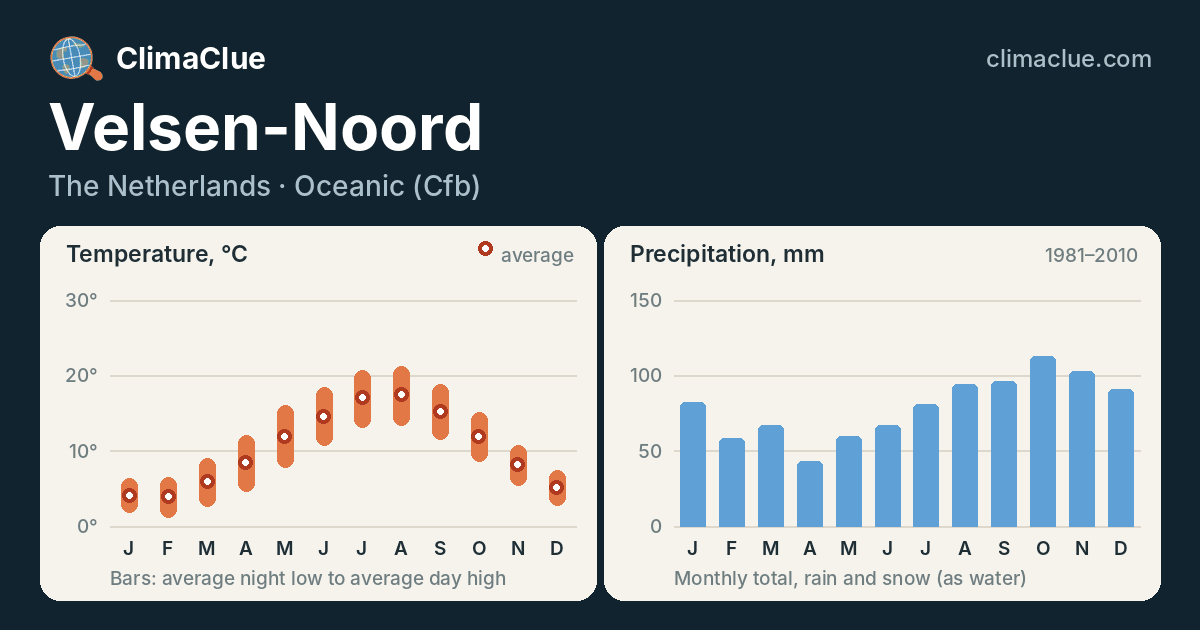 ClimaClue
climaclue.com
Velsen-Noord
The Netherlands · Oceanic (Cfb)
Temperature, °C
average
30°
20°
10°
0°
J F M A M J J A S O N D
Bars: average night low to average day high
Precipitation, mm
1981–2010
150
100
50
0
J F M A M J J A S O N D
Monthly total, rain and snow (as water)